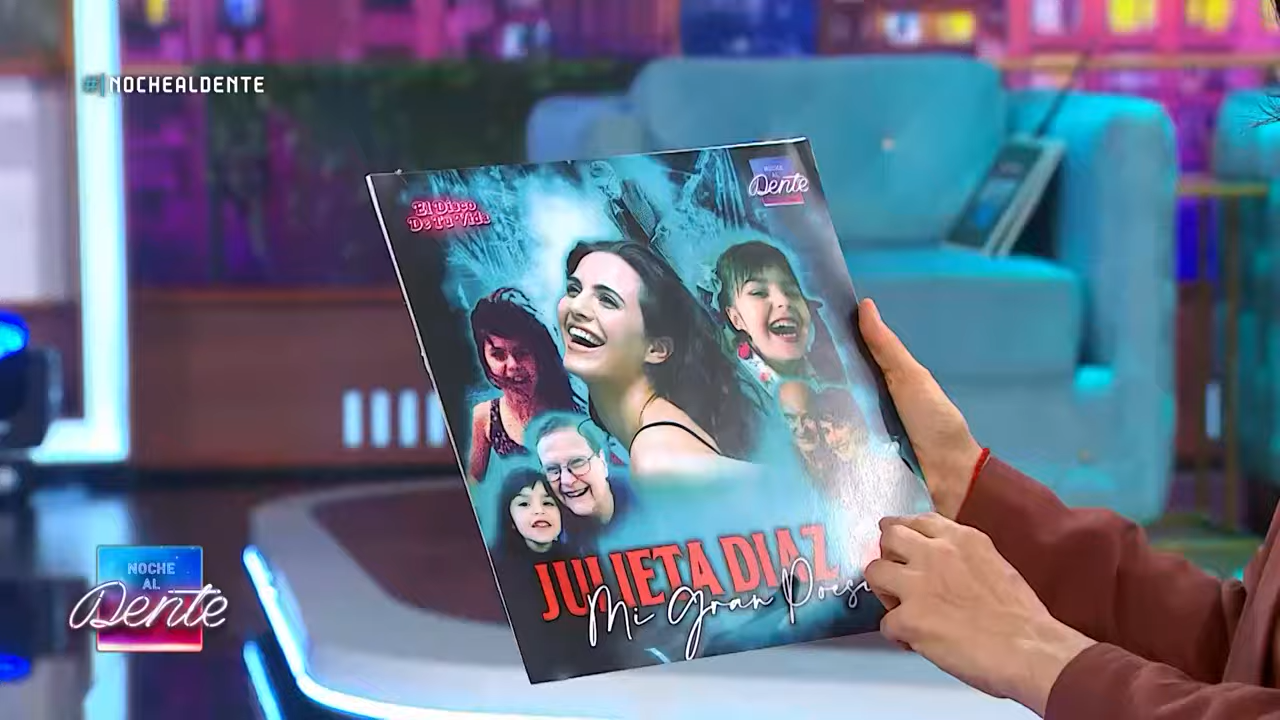 #|NOCHEALDENTE
El Disco
De Tu Vida
NOCHE
AL
Dente
JULIETA DIAZ
Mi Gran
NOCHE
AL
Dente